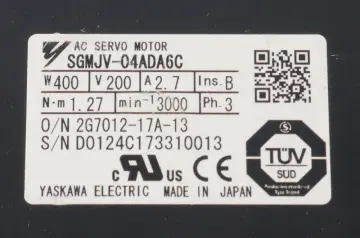 AC SERVO MOTOR
SGMJV-04ADA6C
W 400 V 200 A 2.7 Ins. B
N·m 1.27 min⁻¹ 3000 Ph. 3
O/N 2G7012-17A-13
S/N D0124C173310013
c RU US
TÜV
SÜD
YASKAWA ELECTRIC MADE IN JAPAN